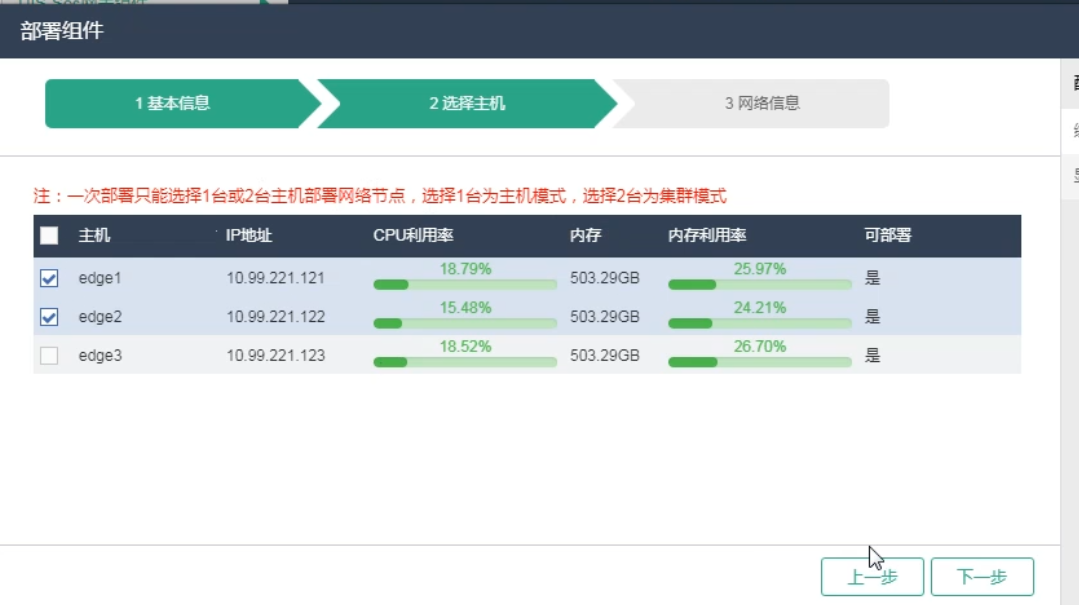 部署组件
1 基本信息
2 选择主机
3 网络信息
注：一次部署只能选择1台或2台主机部署网络节点，选择1台为主机模式，选择2台为集群模式
主机 IP地址 CPU利用率 内存 内存利用率 可部署
edge1 10.99.221.121 18.79% 503.29GB 25.97% 是
edge2 10.99.221.122 15.48% 503.29GB 24.21% 是
edge3 10.99.221.123 18.52% 503.29GB 26.70% 是
上一步 下一步